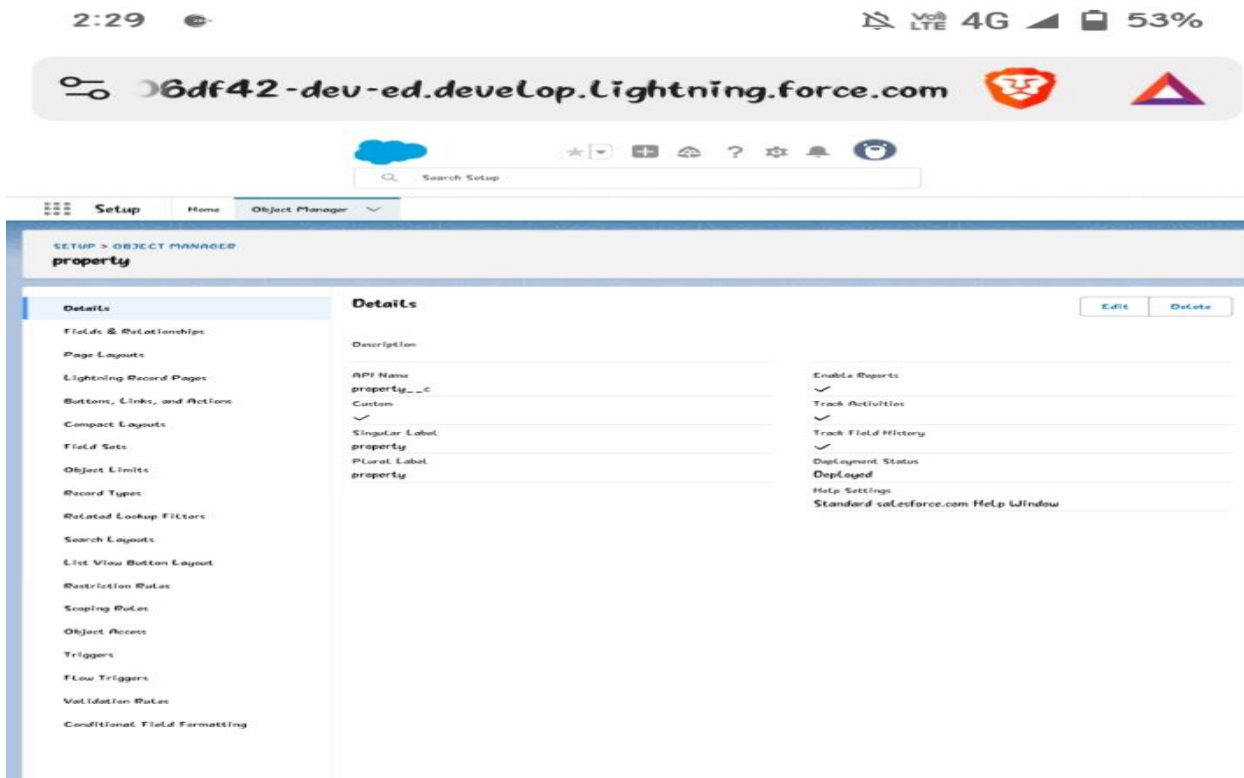 2:29 VoD LTE 4G 53%
6df42-dev-ed.develop.lightning.force.com
Search Setup
Setup Home Object Manager
SETUP > OBJECT MANAGER
property
Details
Fields & Relationships
Page Layouts
Lightning Record Pages
Buttons, Links, and Actions
Compact Layouts
Field Sets
Object Limits
Record Types
Related Lookup Filters
Search Layouts
List View Button Layout
Restriction Rules
Scoping Rules
Object Access
Triggers
Flow Triggers
Validation Rules
Conditional Field Formatting
Details
Edit Delete
Description
API Name
property__c
Custom
Singular Label
property
Plural Label
property
Enable Reports
Track Activities
Track Field History
Deployment Status
Deployed
Help Settings
Standard salesforce.com Help Window